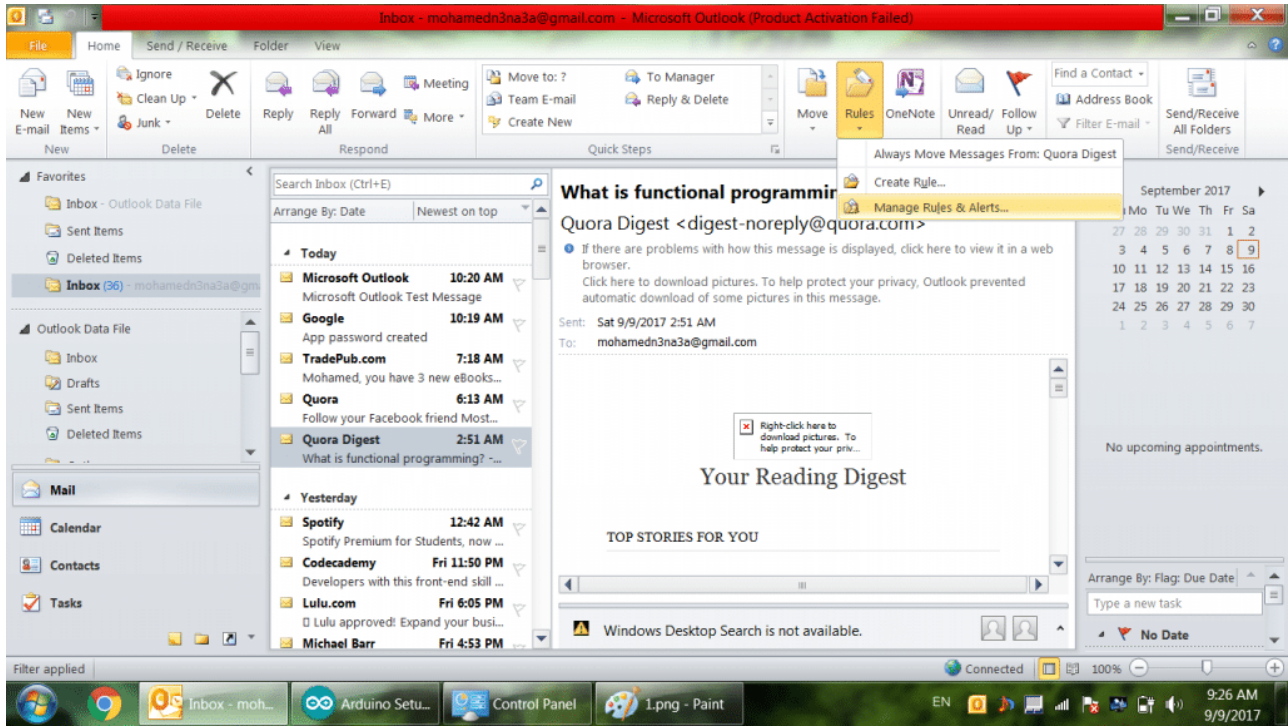 Inbox - mohamedn3na3a@gmail.com - Microsoft Outlook (Product Activation Failed)
File Home Send / Receive Folder View
New E-mail
New Items
New
Ignore
Clean Up
Junk
Delete
Delete
Reply
Reply All
Forward
Meeting
More
Respond
Move to: ?
To Manager
Team E-mail
Reply & Delete
Create New
Quick Steps
Move
Rules
OneNote
Unread/ Read
Follow Up
Find a Contact
Address Book
Filter E-mail
Send/Receive All Folders
Send/Receive
Always Move Messages From: Quora Digest
Create Rule...
Manage Rules & Alerts...
Favorites
Inbox - Outlook Data File
Sent Items
Deleted Items
Inbox (36) - mohamedn3na3a@gm
Outlook Data File
Inbox
Drafts
Sent Items
Deleted Items
Mail
Calendar
Contacts
Tasks
Search Inbox (Ctrl+E)
Arrange By: Date Newest on top
Today
Microsoft Outlook 10:20 AM
Microsoft Outlook Test Message
Google 10:19 AM
App password created
TradePub.com 7:18 AM
Mohamed, you have 3 new eBooks...
Quora 6:13 AM
Follow your Facebook friend Most...
Quora Digest 2:51 AM
What is functional programming? -...
Yesterday
Spotify 12:42 AM
Spotify Premium for Students, now ...
Codecademy Fri 11:50 PM
Developers with this front-end skill ...
Lulu.com Fri 6:05 PM
Lulu approved! Expand your busi...
Michael Barr Fri 4:53 PM
What is functional programmin
Quora Digest <digest-noreply@quora.com>
If there are problems with how this message is displayed, click here to view it in a web
browser.
Click here to download pictures. To help protect your privacy, Outlook prevented
automatic download of some pictures in this message.
Sent: Sat 9/9/2017 2:51 AM
To: mohamedn3na3a@gmail.com
Right-click here to
download pictures. To
help protect your priv...
Your Reading Digest
TOP STORIES FOR YOU
Windows Desktop Search is not available.
September 2017
Mo Tu We Th Fr Sa
27 28 29 30 31 1 2
3 4 5 6 7 8 9
10 11 12 13 14 15 16
17 18 19 20 21 22 23
24 25 26 27 28 29 30
1 2 3 4 5 6 7
No upcoming appointments.
Arrange By: Flag: Due Date
Type a new task
No Date
Filter applied
Connected
100%
Inbox - moh...
Arduino Setu...
Control Panel
1.png - Paint
EN
9:26 AM
9/9/2017